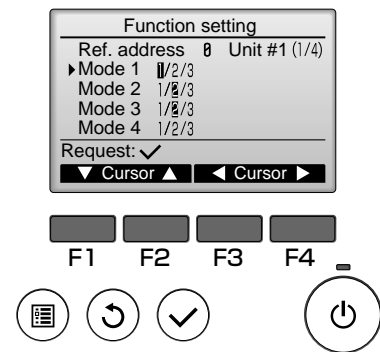 Function setting
Ref. address 0 Unit #1 (1/4)
▶Mode 1 1/2/3
Mode 2 1/2/3
Mode 3 1/2/3
Mode 4 1/2/3
Request: ✓
▼ Cursor ▲ ◀ Cursor ▶
F1 F2 F3 F4